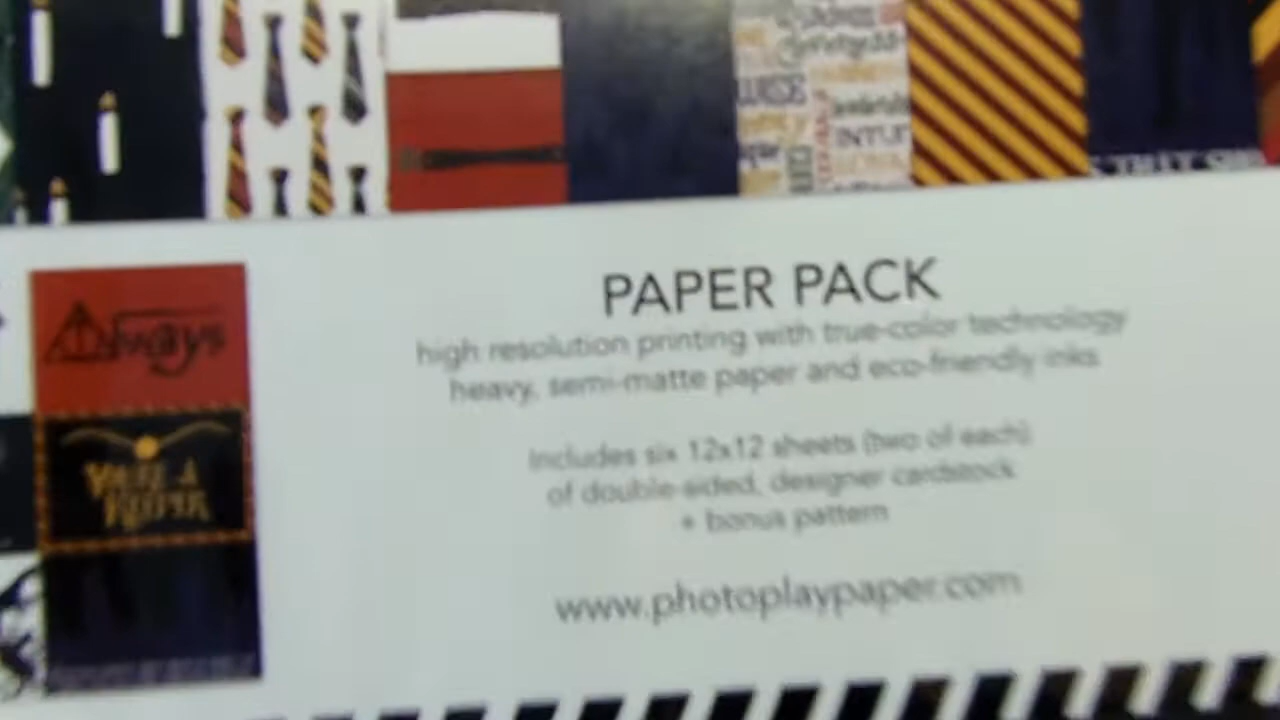 INTUI
PAPER PACK
high resolution printing with true-color technology
heavy, semi-matte paper and eco-friendly inks
Includes six 12x12 sheets (two of each)
of double-sided, designer cardstock
+ bonus pattern
www.photoplaypaper.com
Always